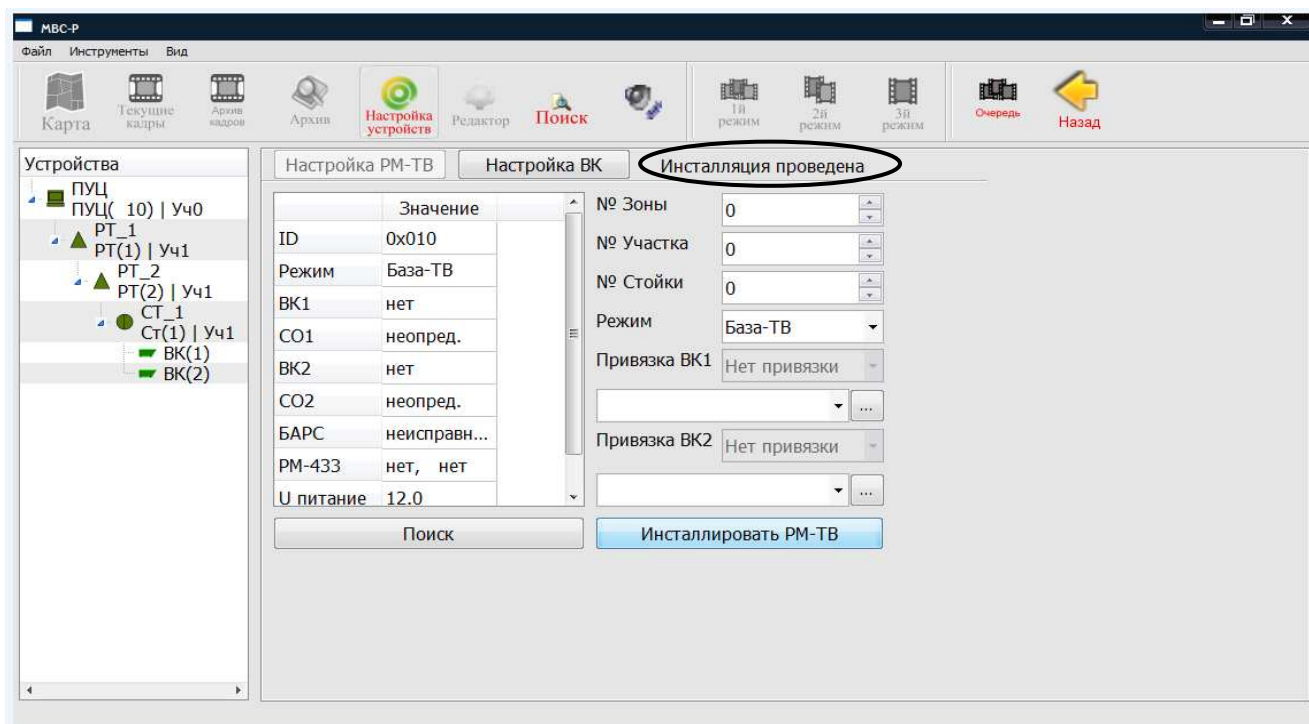 МВС-Р
Файл Инструменты Вид
Карта
Текущие
кадры
Архив
кадров
Архив
Настройка
устройств
Редактор
Поиск
1й
режим
2й
режим
3й
режим
Очередь
Назад
Устройства
ПУЦ
ПУЦ( 10) | Уч0
РТ_1
РТ(1) | Уч1
РТ_2
РТ(2) | Уч1
СТ_1
Ст(1) | Уч1
ВК(1)
ВК(2)
Настройка РМ-ТВ Настройка ВК Инсталляция проведена
Значение
ID 0x010
Режим База-ТВ
ВК1 нет
СО1 неопред.
ВК2 нет
СО2 неопред.
БАРС неисправн...
РМ-433 нет, нет
U питание 12.0
Поиск
№ Зоны 0
№ Участка 0
№ Стойки 0
Режим База-ТВ
Привязка ВК1 Нет привязки
...
Привязка ВК2 Нет привязки
...
Инсталлировать РМ-ТВ